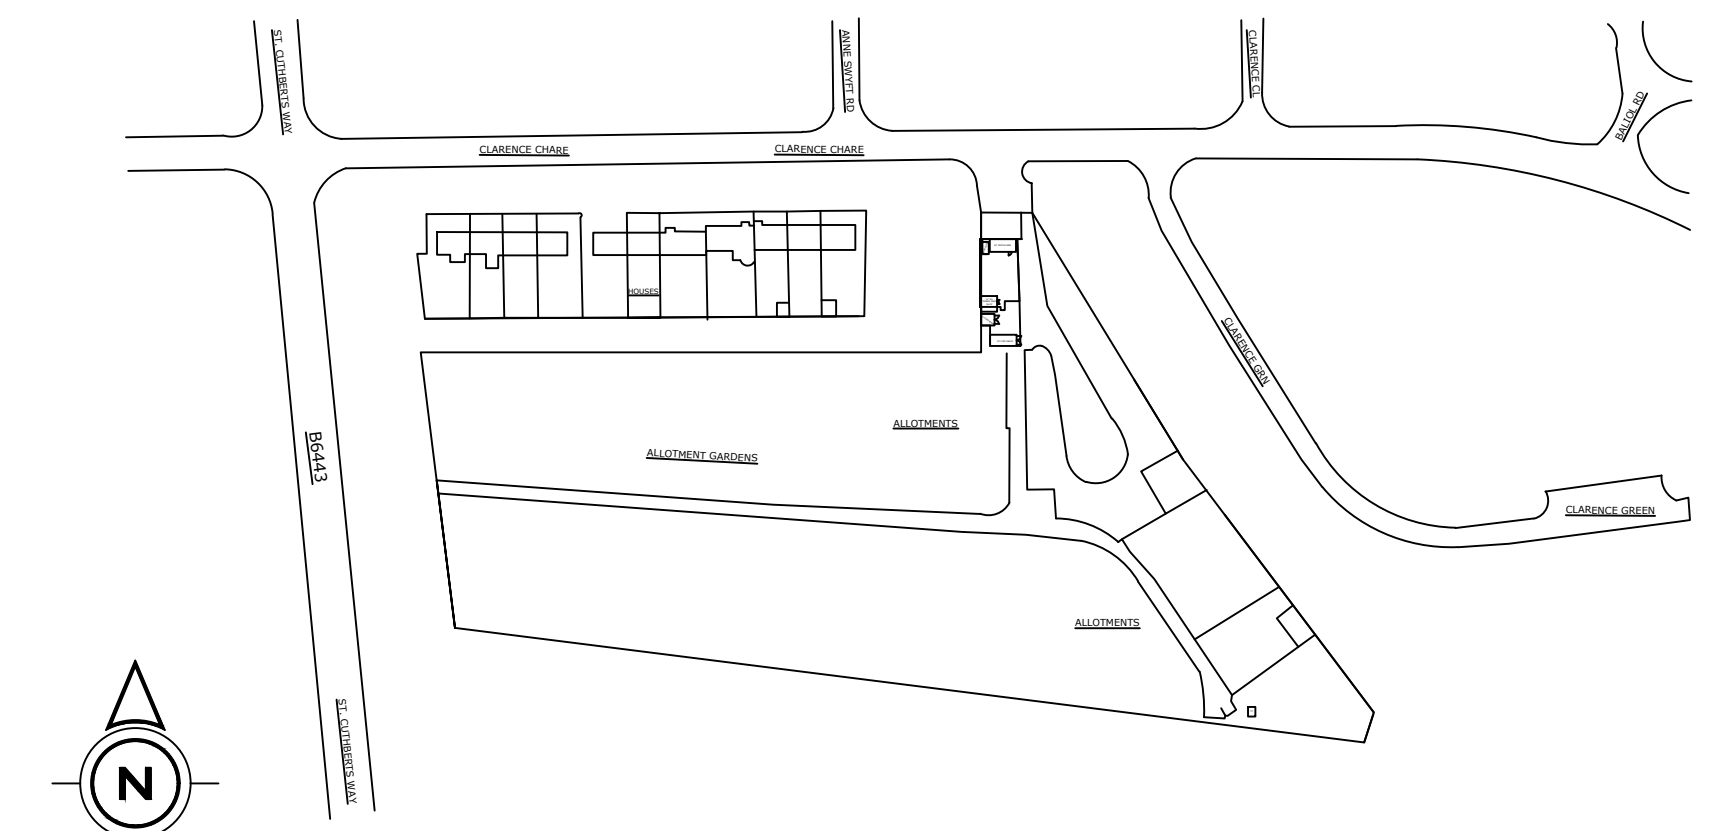 ST. CUTHBERTS WAY
ANNE SWYFT RD
CLARENCE CL
BALIOL RD
CLARENCE CHARE
CLARENCE CHARE
HOUSES
CLARENCE GRN
ALLOTMENTS
B6443
ALLOTMENT GARDENS
CLARENCE GREEN
ALLOTMENTS
ST. CUTHBERTS WAY
N